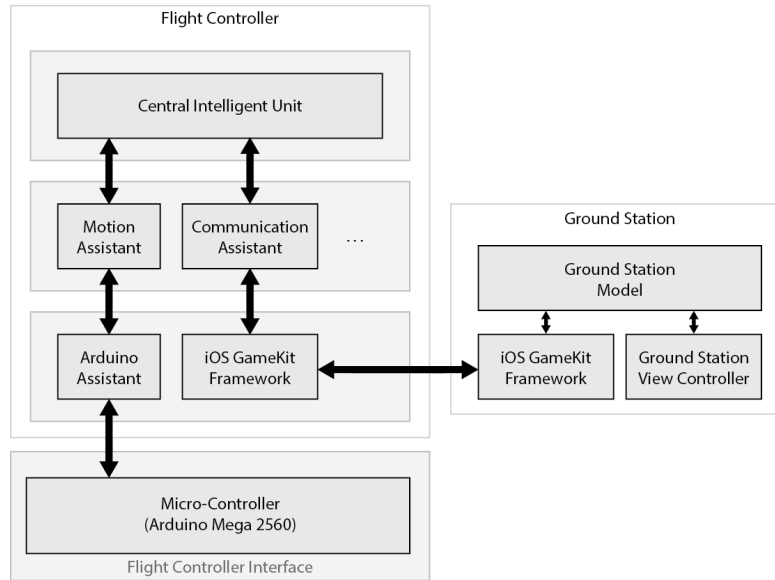 Flight Controller
Central Intelligent Unit
Motion
Assistant
Communication
Assistant
...
Arduino
Assistant
iOS GameKit
Framework
Ground Station
Ground Station
Model
iOS GameKit
Framework
Ground Station
View Controller
Micro-Controller
(Arduino Mega 2560)
Flight Controller Interface